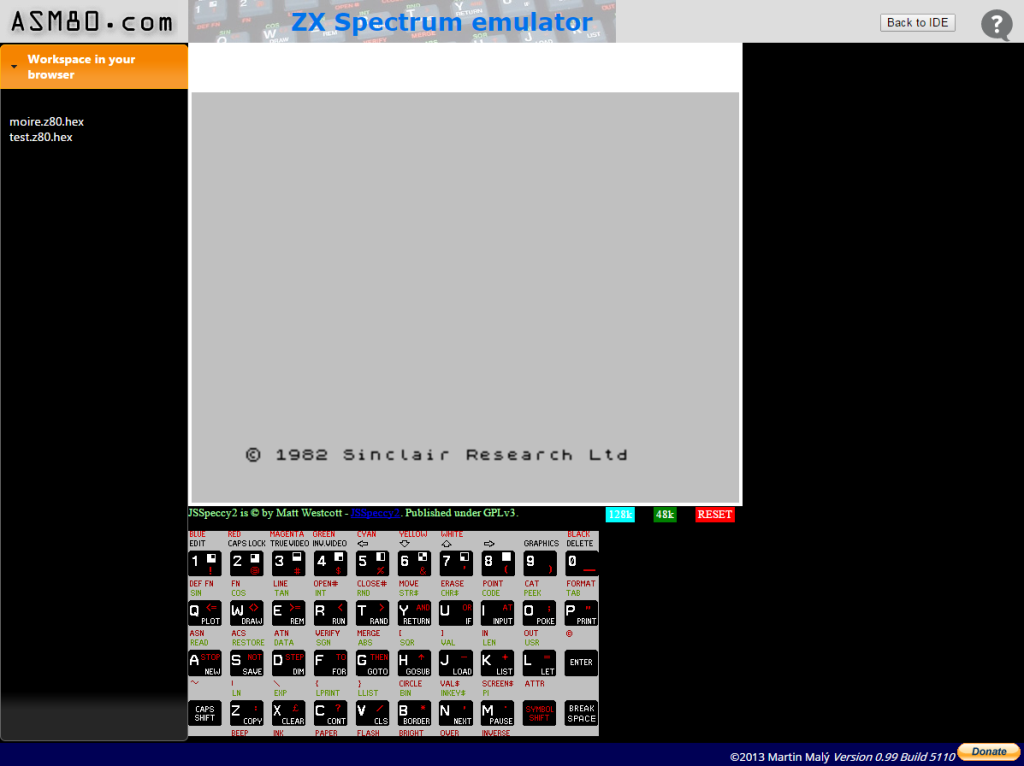 ASM80.com
ZX Spectrum emulator
Back to IDE
?
Workspace in your
browser
moire.z80.hex
test.z80.hex
© 1982 Sinclair Research Ltd
JSSpeccy2 is © by Matt Westcott - JSSpeccy2. Published under GPLv3.
128k 48k RESET
BLUE RED MAGENTA GREEN CYAN YELLOW WHITE BLACK
EDIT CAPS LOCK TRUE VIDEO INV.VIDEO GRAPHICS DELETE
1 2 3 4 5 6 7 8 9 0
! @ # $ % & ' ( ) _
DEF FN FN LINE OPEN# CLOSE# MOVE ERASE POINT CAT FORMAT
SIN COS TAN INT RND STR$ CHR$ CODE PEEK TAB
Q <= W <> E >= R < T > Y AND U OR I AT O ; P "
PLOT DRAW REM RUN RAND RETURN IF INPUT POKE PRINT
ASN ACS ATN VERIFY MERGE [ ] IN OUT ©
READ RESTORE DATA SGN ABS SQR VAL LEN USR
A STOP S NOT D STEP F TO G THEN H ↑ J - K + L = ENTER
NEW SAVE DIM FOR GOTO GOSUB LOAD LIST LET
~ | \ { } CIRCLE VAL$ SCREEN$ ATTR
LN EXP LPRINT LLIST BIN INKEY$ PI
CAPS SHIFT Z : X £ C ? V / B * N , M . SYMBOL SHIFT BREAK SPACE
COPY CLEAR CONT CLS BORDER NEXT PAUSE
BEEP INK PAPER FLASH BRIGHT OVER INVERSE
©2013 Martin Malý Version 0.99 Build 5110 Donate